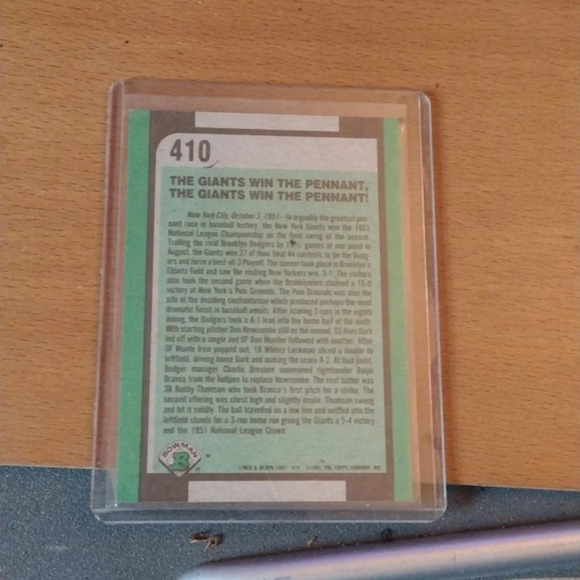 410
THE GIANTS WIN THE PENNANT,
THE GIANTS WIN THE PENNANT!
New York City, October 3, 1951—In arguably the greatest pen-
nant race in baseball history, the New York Giants won the 1951
National League Championship on the final swing of the season.
Trailing the rival Brooklyn Dodgers by games at one point in
August, the Giants won 37 of their final 44 contests to tie the Dodg-
ers and force a best-of-3 Playoff. The opener took place in Brooklyn's
Ebbets Field and saw the visiting New Yorkers win, 3-1. The visitors
also took the second game when the Brooklynites claimed a 10-0
victory at New York's Polo Grounds. The Polo Grounds was also the
site of the deciding confrontation which produced perhaps the most
dramatic finish in baseball annals. After scoring 3 runs in the eighth
inning, the Dodgers took a 4-1 lead into the home half of the ninth.
With starting pitcher Don Newcombe still on the mound, SS Alvin Dark
led off with a single and OF Don Mueller followed with another. After
OF Monte Irvin popped out, 1B Whitey Lockman sliced a double to
leftfield, driving home Dark and making the score 4-2. At that point,
Dodger manager Charlie Dressen summoned righthander Ralph
Branca from the bullpen to replace Newcombe. The next batter was
3B Bobby Thomson who took Branca's first pitch for a strike. The
second offering was chest high and slightly inside. Thomson swung
and hit it solidly. The ball travelled on a low line and settled into the
leftfield stands for a 3-run home run giving the Giants a 5-4 victory
and the 1951 National League Crown.
BOWMAN
B
© 1991 THE TOPPS COMPANY, INC.